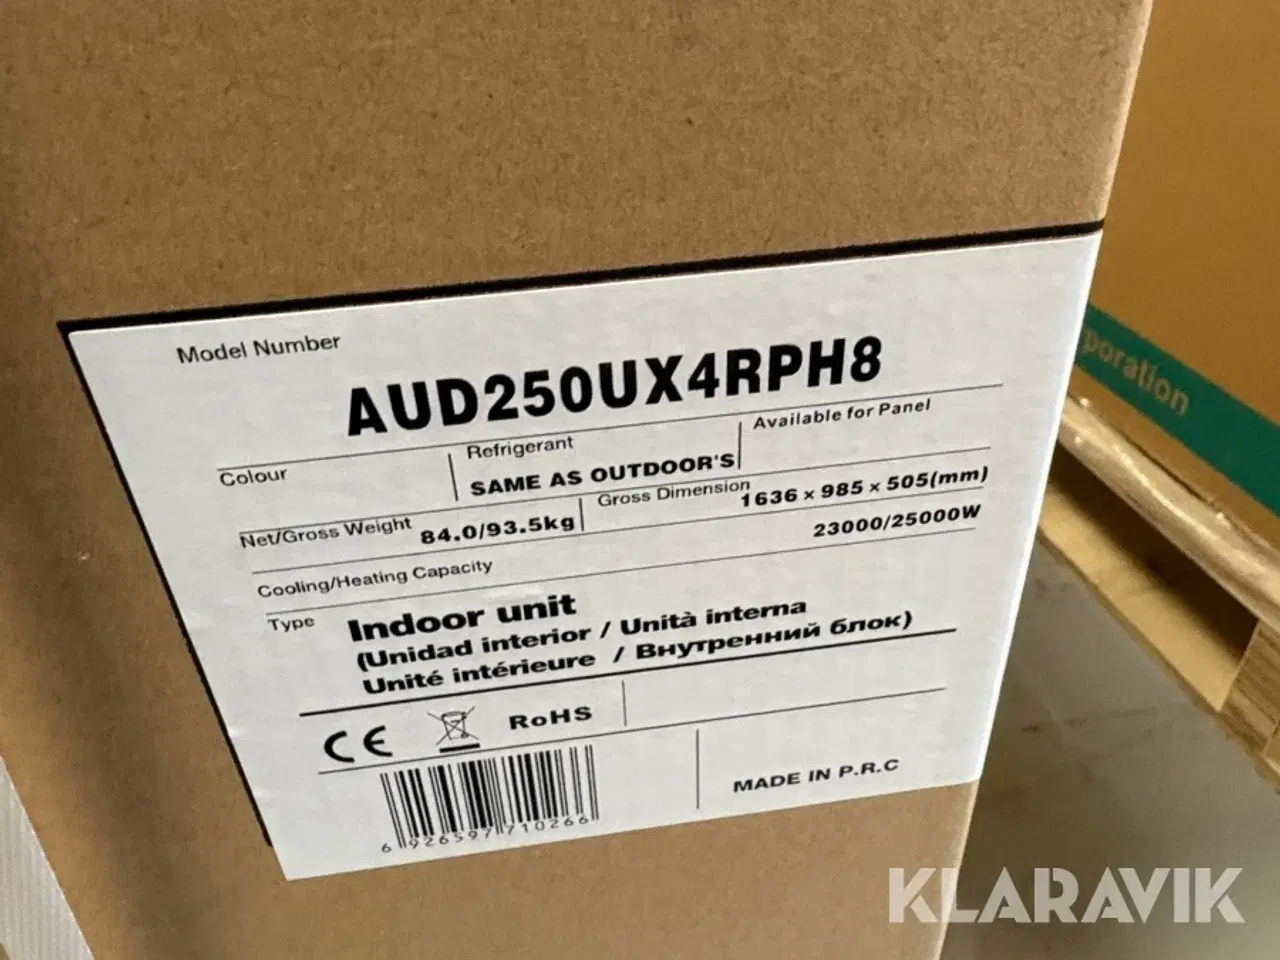 Model Number
AUD250UX4RPH8
Colour
Refrigerant
SAME AS OUTDOOR'S
Available for Panel
Net/Gross Weight 84.0/93.5kg
Gross Dimension 1636 × 985 × 505(mm)
Cooling/Heating Capacity 23000/25000W
Type Indoor unit
(Unidad interior / Unità interna
Unité intérieure / Внутренний блок)
CE RoHS
6 926597 710266
MADE IN P.R.C
poration
KLARAVIK